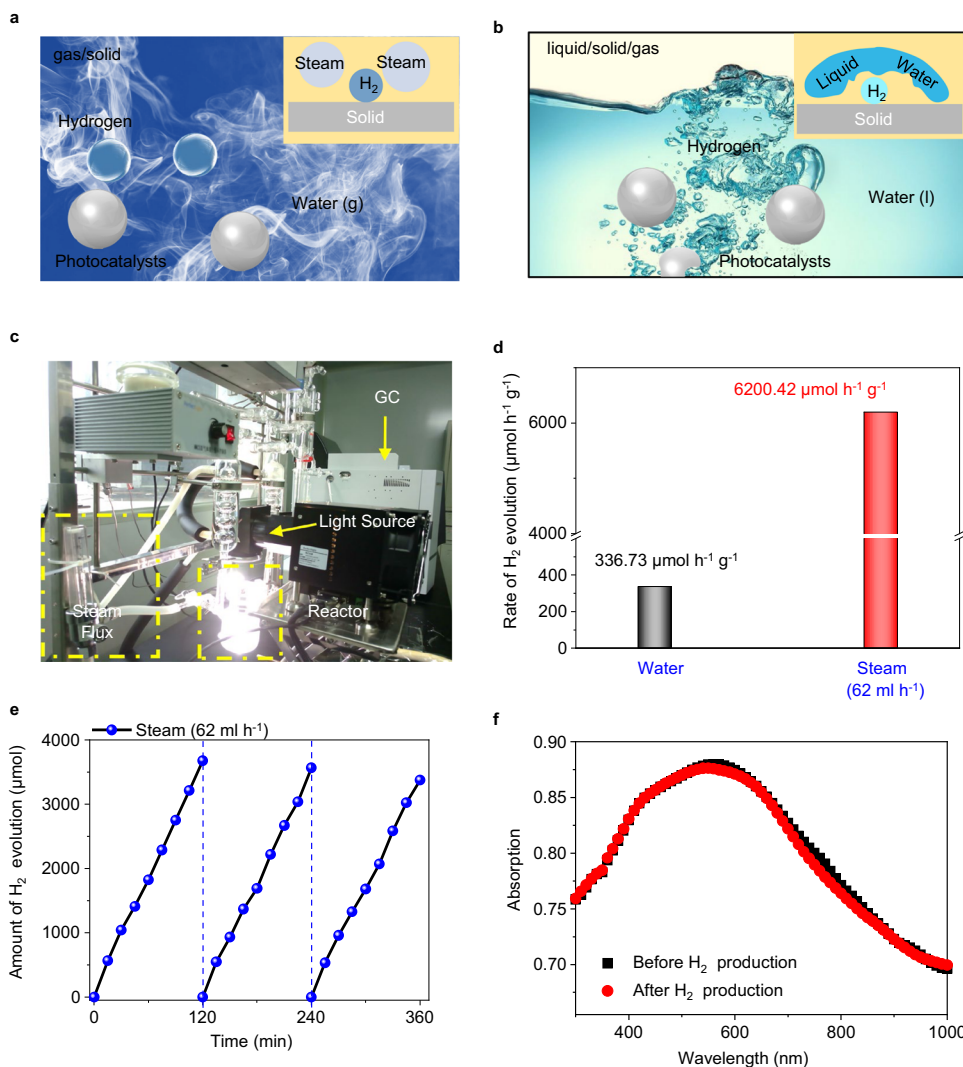 a
gas/solid
Steam
Steam
H₂
Solid
Hydrogen
Water (g)
Photocatalysts
b
liquid/solid/gas
Liquid
Water
H₂
Solid
Hydrogen
Water (l)
Photocatalysts
c
GC
Light Source
Steam
Flux
Reactor
d
Rate of H₂ evolution (μmol h⁻¹ g⁻¹)
6000
4000
400
200
0
6200.42 μmol h⁻¹ g⁻¹
336.73 μmol h⁻¹ g⁻¹
Water
Steam
(62 ml h⁻¹)
e
Steam (62 ml h⁻¹)
Amount of H₂ evolution (μmol)
4000
3000
2000
1000
0
0
120
240
360
Time (min)
f
Absorption
0.90
0.85
0.80
0.75
0.70
Before H₂ production
After H₂ production
400
600
800
1000
Wavelength (nm)